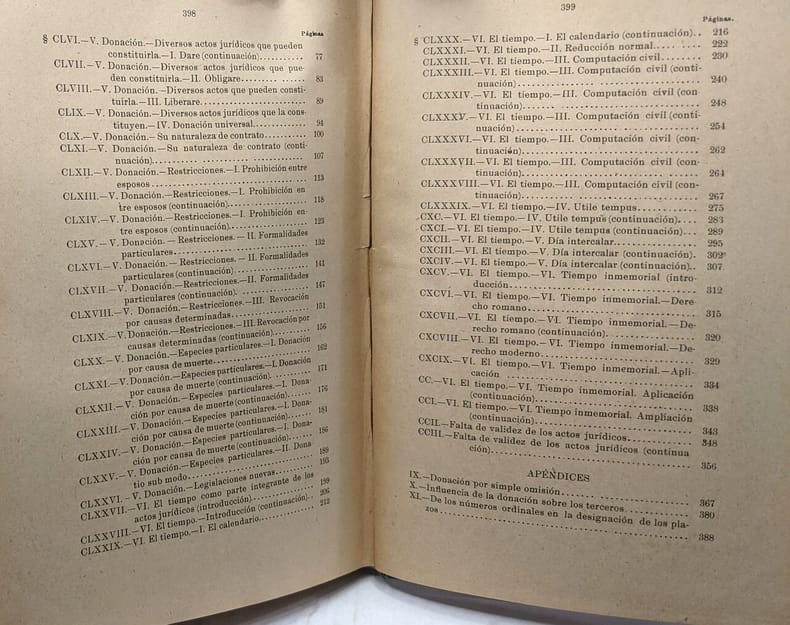 398
Páginas
§ CLVI.—V. Donación.—Diversos actos jurídicos que pueden
constituirla.—I. Dare (continuación)............ 77
CLVII.—V. Donación.—Diversos actos jurídicos que pue-
den constituirla.—II. Obligare............... 83
CLVIII.—V. Donación.—Diversos actos que pueden consti-
tuirla.—III. Liberare........................ 89
CLIX.—V. Donación.—Diversos actos jurídicos que la cons-
tituyen.—IV. Donación universal............ 94
CLX.—V. Donación.— Su naturaleza de contrato.......... 100
CLXI.—V. Donación.—Su naturaleza de contrato (conti-
nuación)..................... 107
CLXII.—V. Donación.—Restricciones.—I. Prohibición entre
esposos............................ 113
CLXIII.—V. Donación.—Restricciones.—I. Prohibición en
tre esposos (continuación)................... 118
CLXIV.—V. Donación.—Restricciones.—I. Prohibición en-
tre esposos (continuación)................... 123
CLXV.—V. Donación. — Restricciones. — II. Formalidades
particulares........................ 132
CLXVI.—V. Donación.—Restricciones.—II. Formalidades
particulares (continuación)................. 141
CLXVII.—V. Donación.—Restricciones.—II. Formalidades
particulares (continuación)................. 147
CLXVIII.—V. Donación.—Restricciones.—III. Revocación
por causas determinadas................. 151
CLXIX.—V. Donación.—Restricciones.—III. Revocación por
causas determinadas (continuación)......... 156
CLXX.—V. Donación.—Especies particulares.—I. Donación
por causa de muerte..................... 162
CLXXI.—V. Donación.—Especies particulares.—I. Donación
por causa de muerte (continuación)......... 171
CLXXII.—V. Donación.—Especies particulares.—I. Dona-
ción por causa de muerte (continuación)...... 176
CLXXIII.—V. Donación.—Especies particulares.—I. Dona-
ción por causa de muerte (continuación)...... 181
CLXXIV.—V. Donación.—Especies particulares.—I. Dona-
ción por causa de muerte (continuación)...... 186
CLXXV.—V. Donación.—Especies particulares.—II. Dona
tio sub modo............................ 189
CLXXVI.—V. Donación.—Legislaciones nuevas.......... 195
CLXXVII.—VI. El tiempo como parte integrante de los
actos jurídicos (introducción)............... 199
CLXXVIII.—VI. El tiempo.—Introducción (continuación).. 206
CLXXIX.—VI. El tiempo.—I. El calendario.............. 212
399
Páginas.
§ CLXXX.—VI. El tiempo.—I. El calendario (continuación).. 216
CLXXXI.—VI. El tiempo.—II. Reducción normal.......... 222
CLXXXII.—VI. El tiempo.—III. Computación civil........ 230
CLXXXIII.—VI. El tiempo.—III. Computación civil (conti-
nuación)........................ 240
CLXXXIV.—VI. El tiempo.—III. Computación civil (con
tinuación)........................ 248
CLXXXV.—VI. El tiempo.—III. Computación civil (conti-
nuación)........................ 254
CLXXXVI.—VI. El tiempo.—III. Computación civil (con-
tinuación)........................ 262
CLXXXVII.—VI. El tiempo.—III. Computación civil (con-
tinuación)........................ 264
CLXXXVIII.—VI. El tiempo.—III. Computación civil (con-
tinuación)........................ 267
CLXXXIX.—VI. El tiempo.—IV. Utile tempus............ 275
CXC.—VI. El tiempo.—IV. Utile tempus (continuación).... 283
CXCI.—VI. El tiempo.—IV. Utile tempus (continuación)... 289
CXCII.—VI. El tiempo.—V. Día intercalar............... 295
CXCIII.—VI. El tiempo.—V. Día intercalar (continuación). 302
CXCIV.—VI. El tiempo.—V. Día intercalar (continuación).. 307
CXCV.—VI. El tiempo.—VI. Tiempo inmemorial (intro-
ducción........................ 312
CXCVI.—VI. El tiempo.—VI. Tiempo inmemorial.—Dere-
cho romano..................... 315
CXCVII.—VI. El tiempo.—VI. Tiempo inmemorial.—De-
recho romano (continuación)............... 320
CXCVIII.—VI. El tiempo.—VI. Tiempo inmemorial.—De-
recho moderno..................... 329
CXCIX.—VI. El tiempo.—VI. Tiempo inmemorial.—Apli-
cación........................ 334
CC.—VI. El tiempo.—VI. Tiempo inmemorial. Aplicación
(continuación)..................... 338
CCI.—VI. El tiempo.—VI. Tiempo inmemorial. Ampliación
(continuación)..................... 343
CCII.—Falta de validez de los actos jurídicos............ 348
CCIII.—Falta de validez de los actos jurídicos (continua
ción)........................ 356
APÉNDICES
IX.—Donación por simple omisión..................... 367
X.—Influencia de la donación sobre los terceros......... 380
XI.—De los números ordinales en la designación de los pla-
zos........................ 388